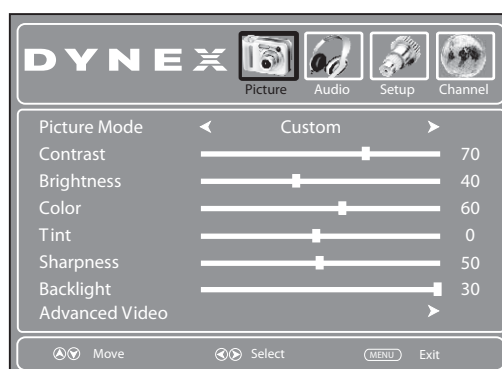 DYNEX
Picture Audio Setup Channel
Picture Mode Custom
Contrast 70
Brightness 40
Color 60
Tint 0
Sharpness 50
Backlight 30
Advanced Video
Move Select MENU Exit